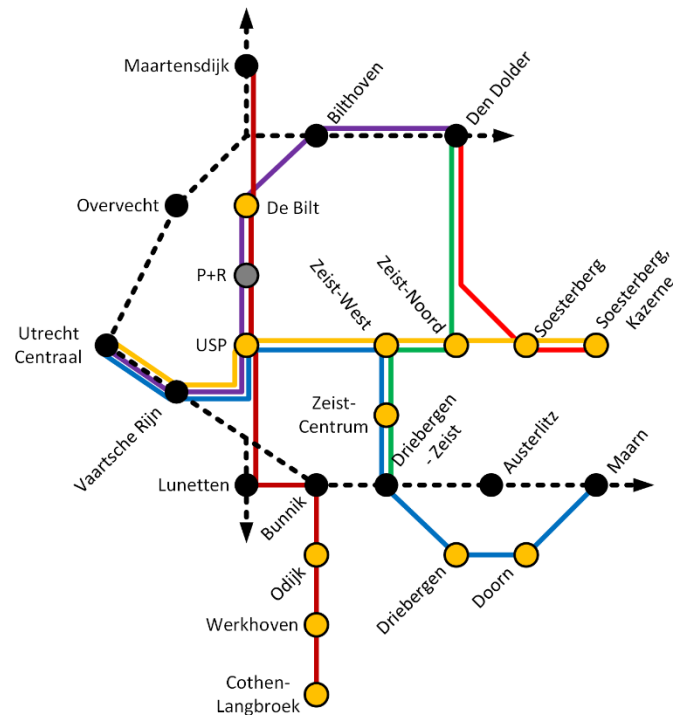 Maartensdijk
Bilthoven
Den Dolder
Overvecht
De Bilt
P+R
Zeist-West
Zeist-Noord
Soesterberg
Soesterberg,
Kazerne
Utrecht
Centraal
USP
Vaartsche Rijn
Zeist-
Centrum
Driebergen
- Zeist
Austerlitz
Maarn
Lunetten
Bunnik
Odijk
Driebergen
Doorn
Werkhoven
Cothen-
Langbroek